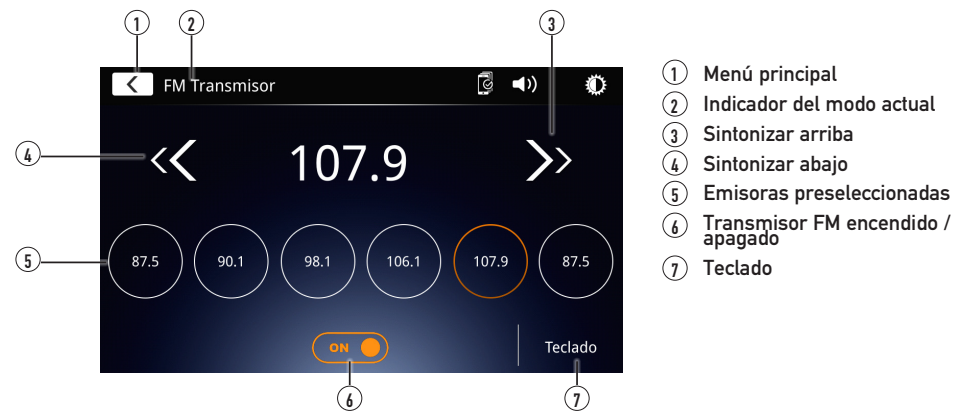 1 2 3
FM Transmisor
4 107.9
5 87.5 90.1 98.1 106.1 107.9 87.5
ON Teclado
6 7
1 Menú principal
2 Indicador del modo actual
3 Sintonizar arriba
4 Sintonizar abajo
5 Emisoras preseleccionadas
6 Transmisor FM encendido /
apagado
7 Teclado